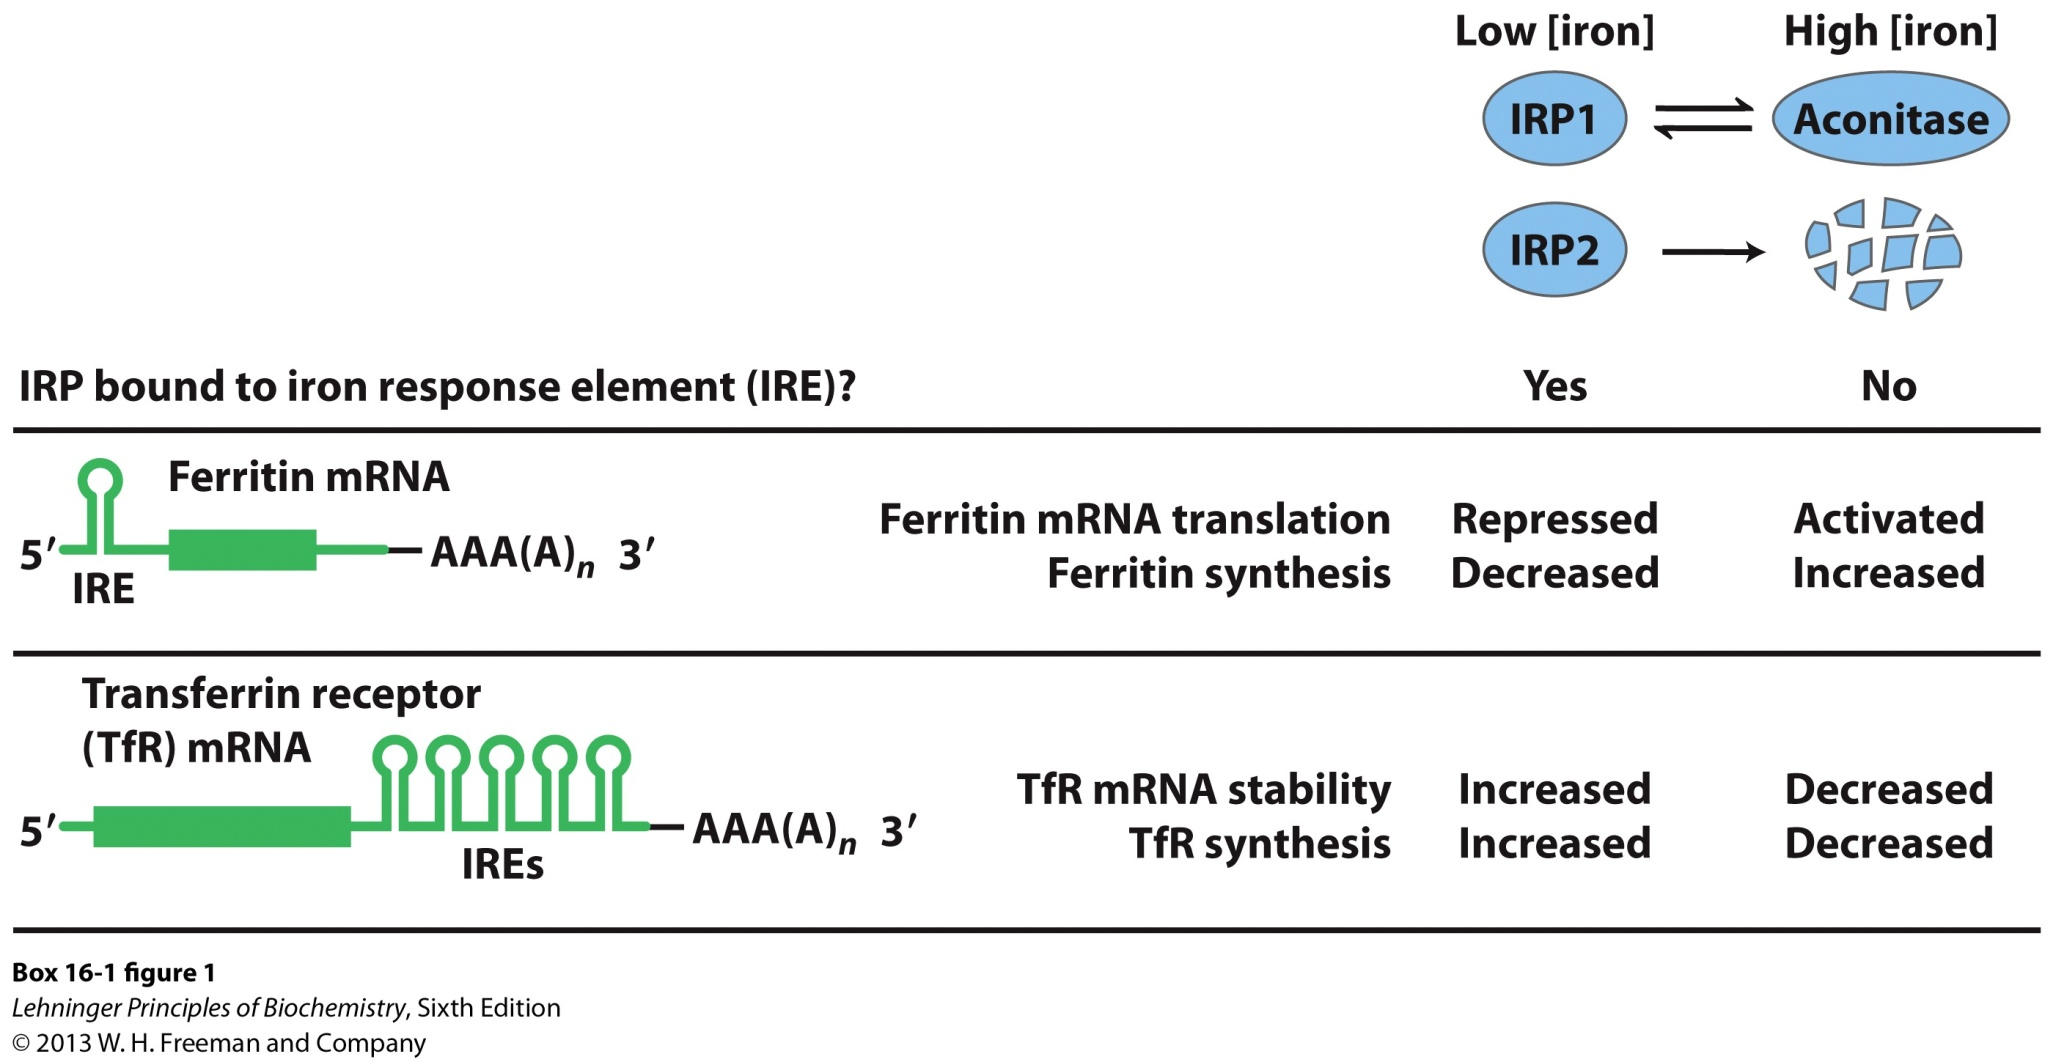 Low [iron] High [iron]
IRP1 Aconitase
IRP2
IRP bound to iron response element (IRE)? Yes No
Ferritin mRNA
5′ AAA(A)n 3′
IRE
Ferritin mRNA translation Repressed Activated
Ferritin synthesis Decreased Increased
Transferrin receptor
(TfR) mRNA
5′ AAA(A)n 3′
IREs
TfR mRNA stability Increased Decreased
TfR synthesis Increased Decreased
Box 16-1 figure 1
Lehninger Principles of Biochemistry, Sixth Edition
© 2013 W. H. Freeman and Company